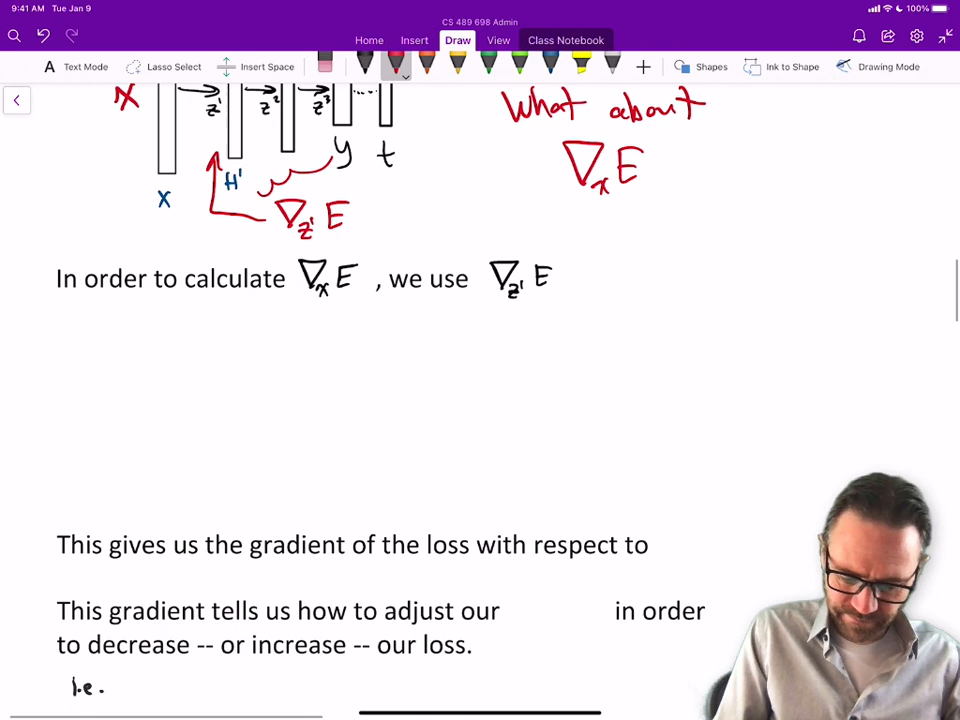 9:41 AM Tue Jan 9
100%
CS 489 698 Admin
Home Insert Draw View Class Notebook
A Text Mode Lasso Select Insert Space Shapes Ink to Shape Drawing Mode
X z¹ z² z³ What about
y t ∇ₓE
x H¹
∇z¹ E
In order to calculate ∇ₓE , we use ∇z¹ E
This gives us the gradient of the loss with respect to
This gradient tells us how to adjust our in order
to decrease -- or increase -- our loss.
i.e.